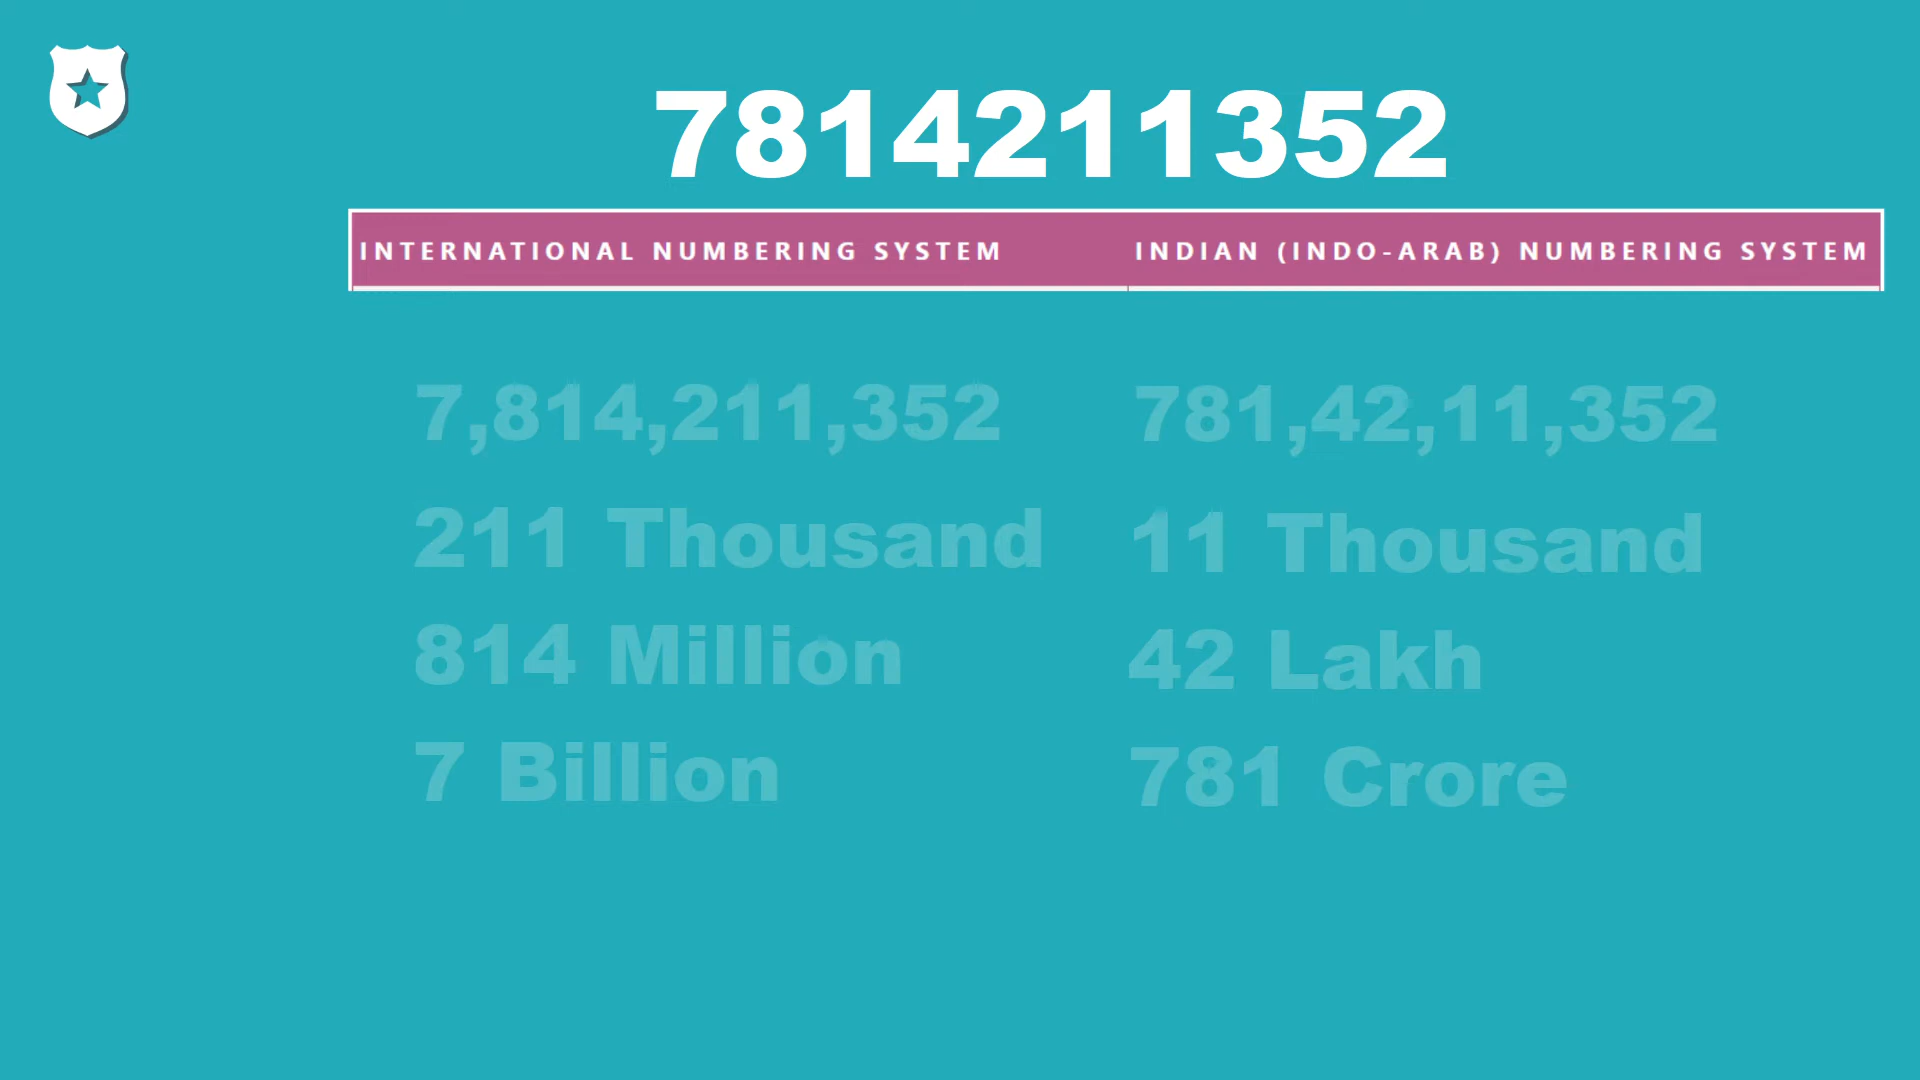 7814211352
INTERNATIONAL NUMBERING SYSTEM
INDIAN (INDO-ARAB) NUMBERING SYSTEM
7,814,211,352
781,42,11,352
211 Thousand
11 Thousand
814 Million
42 Lakh
7 Billion
781 Crore